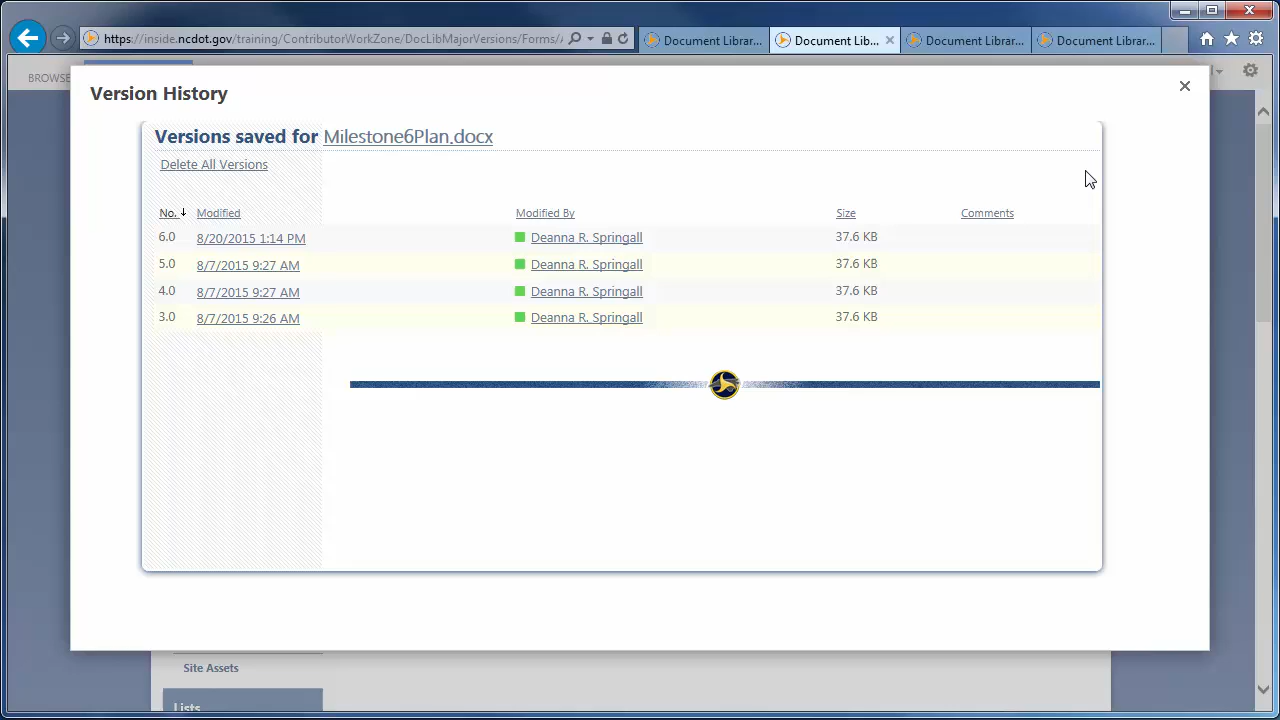 https://inside.ncdot.gov/training/ContributorWorkZone/DocLibMajorVersions/Forms/
Document Librar...
Document Lib...
Document Librar...
Document Librar...
BROWSE
Version History
Versions saved for Milestone6Plan.docx
Delete All Versions
No. Modified Modified By Size Comments
6.0 8/20/2015 1:14 PM Deanna R. Springall 37.6 KB
5.0 8/7/2015 9:27 AM Deanna R. Springall 37.6 KB
4.0 8/7/2015 9:27 AM Deanna R. Springall 37.6 KB
3.0 8/7/2015 9:26 AM Deanna R. Springall 37.6 KB
Site Assets
Lists